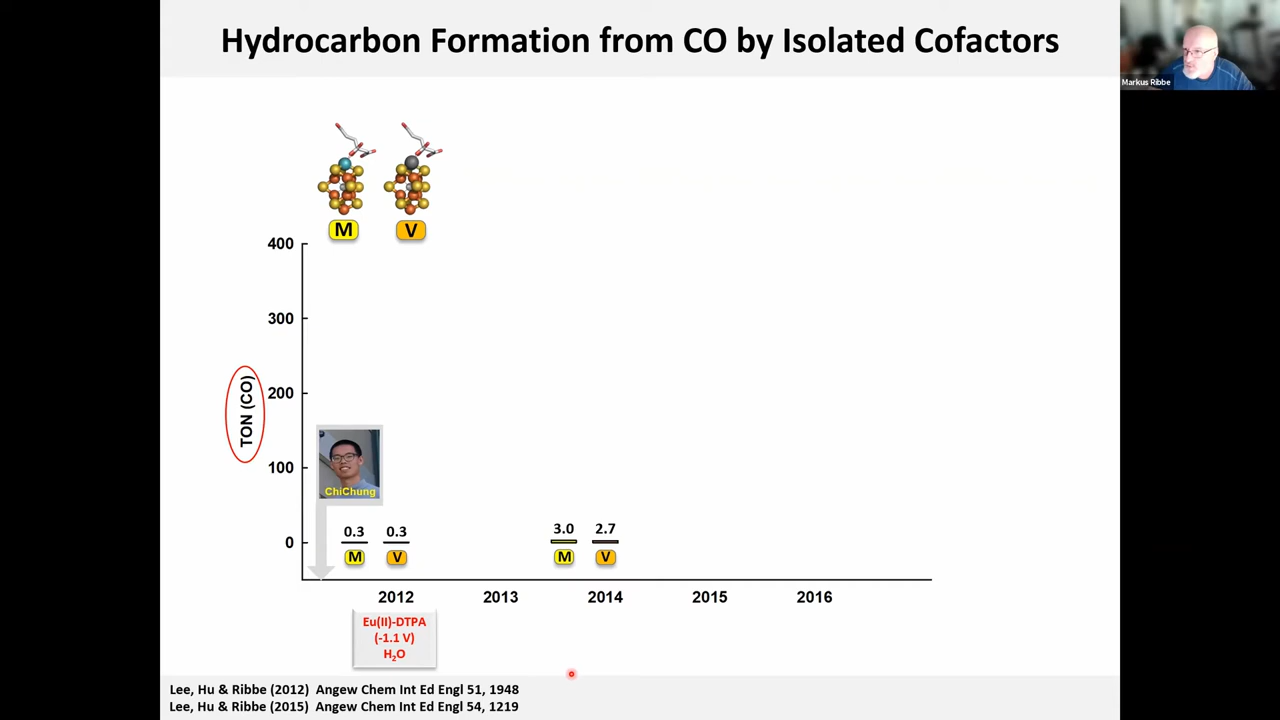 Hydrocarbon Formation from CO by Isolated Cofactors
Markus Ribbe
M V
400
300
200
100
0
TON (CO)
ChiChung
0.3 0.3 3.0 2.7
M V M V
2012 2013 2014 2015 2016
Eu(II)-DTPA
(-1.1 V)
H₂O
Lee, Hu & Ribbe (2012) Angew Chem Int Ed Engl 51, 1948
Lee, Hu & Ribbe (2015) Angew Chem Int Ed Engl 54, 1219